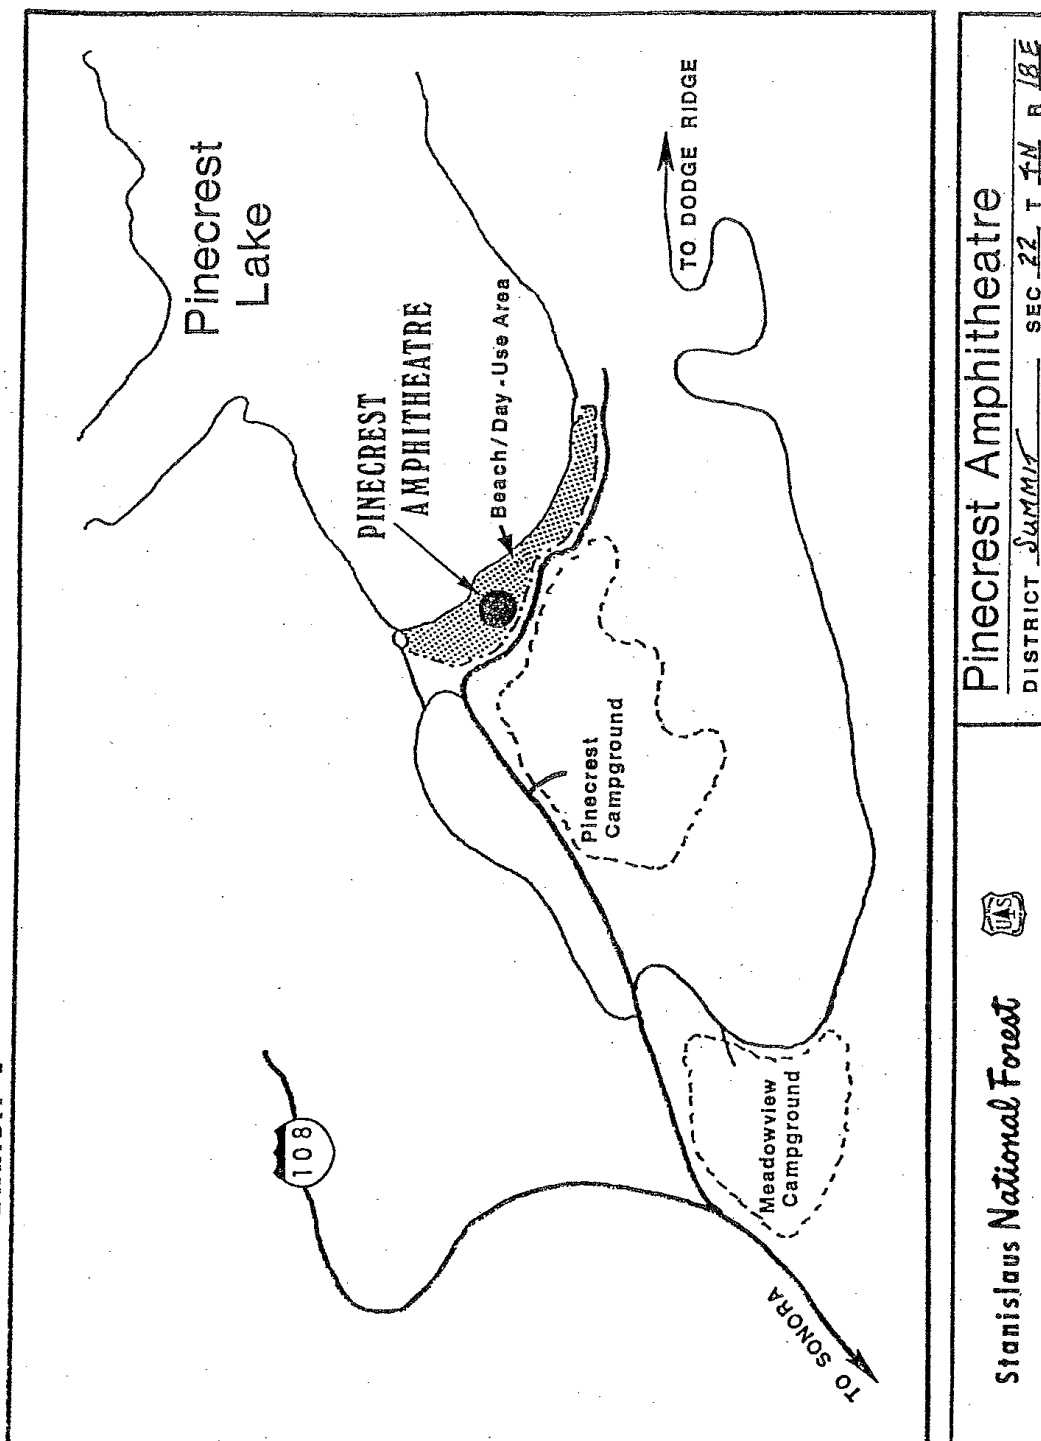 Pinecrest
Lake
PINECREST
AMPHITHEATRE
Beach/Day-Use Area
TO DODGE RIDGE
Pinecrest
Campground
108
Meadowview
Campground
TO SONORA
Stanislaus National Forest
UAS
Pinecrest Amphitheatre
DISTRICT Summit SEC 22 T 4N R 18E